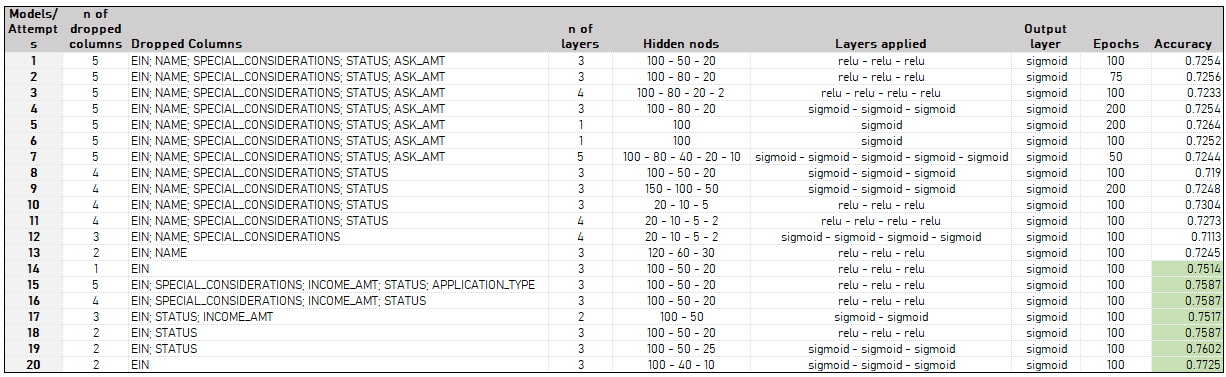 Models/ Attempt s | n of dropped columns | Dropped Columns | n of layers | Hidden nods | Layers applied | Output layer | Epochs | Accuracy
1 | 5 | EIN; NAME; SPECIAL_CONSIDERATIONS; STATUS; ASK_AMT | 3 | 100 - 50 - 20 | relu - relu - relu | sigmoid | 100 | 0.7254
2 | 5 | EIN; NAME; SPECIAL_CONSIDERATIONS; STATUS; ASK_AMT | 3 | 100 - 80 - 20 | relu - relu - relu | sigmoid | 75 | 0.7256
3 | 5 | EIN; NAME; SPECIAL_CONSIDERATIONS; STATUS; ASK_AMT | 4 | 100 - 80 - 20 - 2 | relu - relu - relu - relu | sigmoid | 100 | 0.7233
4 | 5 | EIN; NAME; SPECIAL_CONSIDERATIONS; STATUS; ASK_AMT | 3 | 100 - 80 - 20 | sigmoid - sigmoid - sigmoid | sigmoid | 200 | 0.7254
5 | 5 | EIN; NAME; SPECIAL_CONSIDERATIONS; STATUS; ASK_AMT | 1 | 100 | sigmoid | sigmoid | 200 | 0.7264
6 | 5 | EIN; NAME; SPECIAL_CONSIDERATIONS; STATUS; ASK_AMT | 1 | 100 | sigmoid | sigmoid | 100 | 0.7252
7 | 5 | EIN; NAME; SPECIAL_CONSIDERATIONS; STATUS; ASK_AMT | 5 | 100 - 80 - 40 - 20 - 10 | sigmoid - sigmoid - sigmoid - sigmoid - sigmoid | sigmoid | 50 | 0.7244
8 | 4 | EIN; NAME; SPECIAL_CONSIDERATIONS; STATUS | 3 | 100 - 50 - 20 | sigmoid - sigmoid - sigmoid | sigmoid | 100 | 0.719
9 | 4 | EIN; NAME; SPECIAL_CONSIDERATIONS; STATUS | 3 | 150 - 100 - 50 | sigmoid - sigmoid - sigmoid | sigmoid | 200 | 0.7248
10 | 4 | EIN; NAME; SPECIAL_CONSIDERATIONS; STATUS | 3 | 20 - 10 - 5 | relu - relu - relu | sigmoid | 100 | 0.7304
11 | 4 | EIN; NAME; SPECIAL_CONSIDERATIONS; STATUS | 4 | 20 - 10 - 5 - 2 | relu - relu - relu - relu | sigmoid | 100 | 0.7273
12 | 3 | EIN; NAME; SPECIAL_CONSIDERATIONS | 4 | 20 - 10 - 5 - 2 | sigmoid - sigmoid - sigmoid - sigmoid | sigmoid | 100 | 0.7113
13 | 2 | EIN; NAME | 3 | 120 - 60 - 30 | relu - relu - relu | sigmoid | 100 | 0.7245
14 | 1 | EIN | 3 | 100 - 50 - 20 | relu - relu - relu | sigmoid | 100 | 0.7514
15 | 5 | EIN; SPECIAL_CONSIDERATIONS; INCOME_AMT; STATUS; APPLICATION_TYPE | 3 | 100 - 50 - 20 | relu - relu - relu | sigmoid | 100 | 0.7587
16 | 4 | EIN; SPECIAL_CONSIDERATIONS; INCOME_AMT; STATUS | 3 | 100 - 50 - 20 | relu - relu - relu | sigmoid | 100 | 0.7587
17 | 3 | EIN; STATUS; INCOME_AMT | 2 | 100 - 50 | sigmoid - sigmoid | sigmoid | 100 | 0.7517
18 | 2 | EIN; STATUS | 3 | 100 - 50 - 20 | relu - relu - relu | sigmoid | 100 | 0.7587
19 | 2 | EIN; STATUS | 3 | 100 - 50 - 25 | sigmoid - sigmoid - sigmoid | sigmoid | 100 | 0.7602
20 | 2 | EIN | 3 | 100 - 40 - 10 | sigmoid - sigmoid - sigmoid | sigmoid | 100 | 0.7725